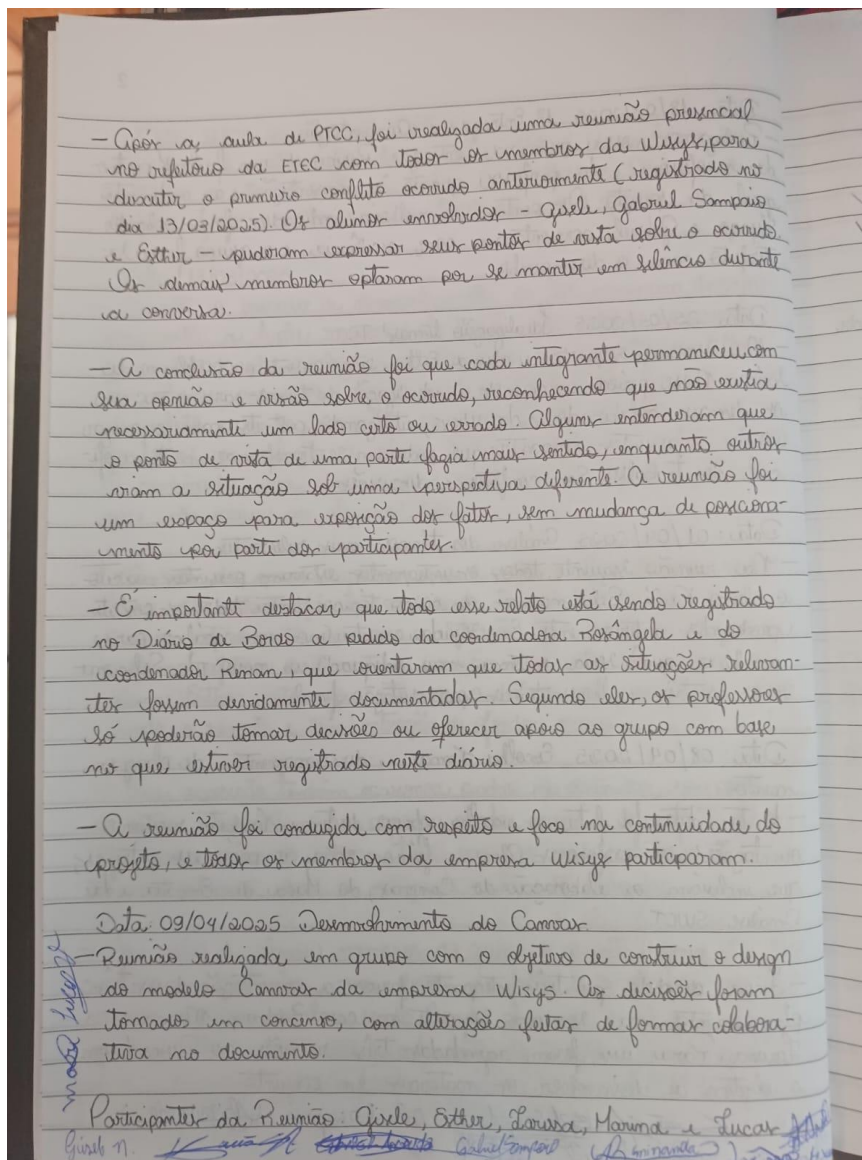 - Após a, aula de PTCC, foi realizada uma reunião presencial
no refeitório da ETEC com todos os membros da Wisys, para
discutir o primeiro conflito ocorrido anteriormente (registrado no
dia 13/03/2025). Os alunos envolvidos - Gisele, Gabriel Sampaio
e Esther - puderam expressar seus pontos de vista sobre o ocorrido
Os demais membros optaram por se manter em silêncio durante
a conversa.
- A conclusão da reunião foi que cada integrante permaneceu com
sua opinião e visão sobre o ocorrido, reconhecendo que não existia
necessariamente um lado certo ou errado. Alguns entenderam que
o ponto de vista de uma parte fazia mais sentido, enquanto outros
viam a situação sob uma perspectiva diferente. A reunião foi
um espaço para exposição dos fatos, sem mudança de posiciona-
mento por parte dos participantes.
- É importante destacar que todo esse relato está sendo registrado
no Diário de Bordo a pedido da coordenadora Rosângela e do
coordenador Renan, que orientaram que todas as situações relevan-
tes fossem devidamente documentadas. Segundo eles, os professores
só poderão tomar decisões ou oferecer apoio ao grupo com base
no que estiver registrado neste diário.
- A reunião foi conduzida com respeito e foco na continuidade do
projeto, e todos os membros da empresa Wisys participaram.
Data: 09/04/2025 Desenvolvimento do Canvas
- Reunião realizada em grupo com o objetivo de construir o design
do modelo Canvas da empresa Wisys. As decisões foram
tomados em concenso, com alterações feitas de formas colabora-
tiva no documento.
Participantes da Reunião: Gisele, Esther, Larissa, Marina e Lucas
Gisele n. Gabriel Sampaio